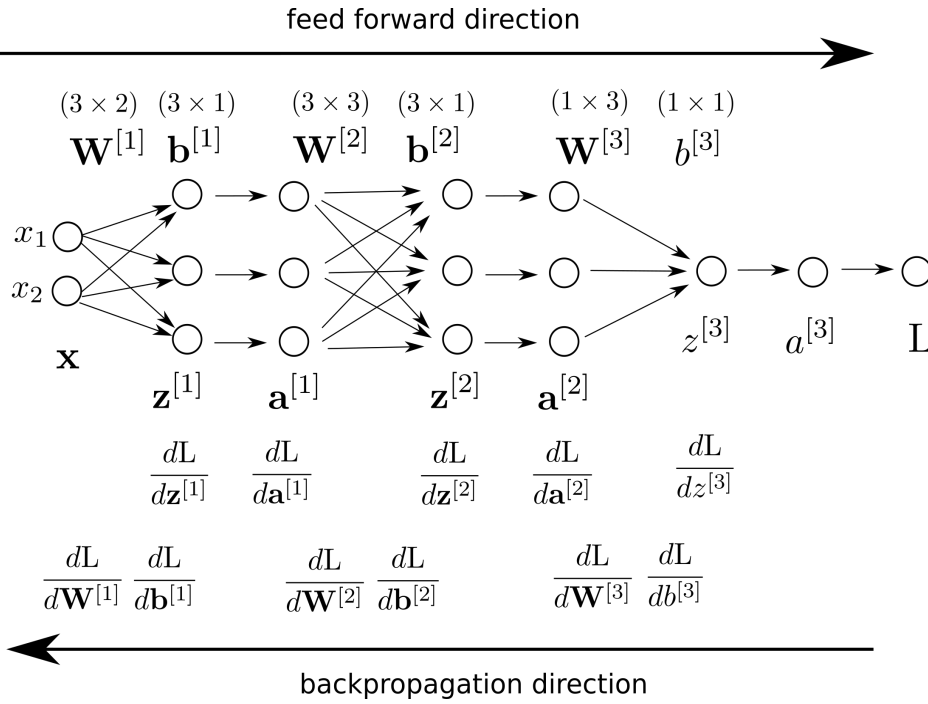 feed forward direction
(3 × 2) (3 × 1) (3 × 3) (3 × 1) (1 × 3) (1 × 1)
W^[1] b^[1] W^[2] b^[2] W^[3] b^[3]
x_1
x_2
x
z^[3] a^[3] L
z^[1] a^[1] z^[2] a^[2]
dL/dz^[1] dL/da^[1] dL/dz^[2] dL/da^[2] dL/dz^[3]
dL/dW^[1] dL/db^[1] dL/dW^[2] dL/db^[2] dL/dW^[3] dL/db^[3]
backpropagation direction